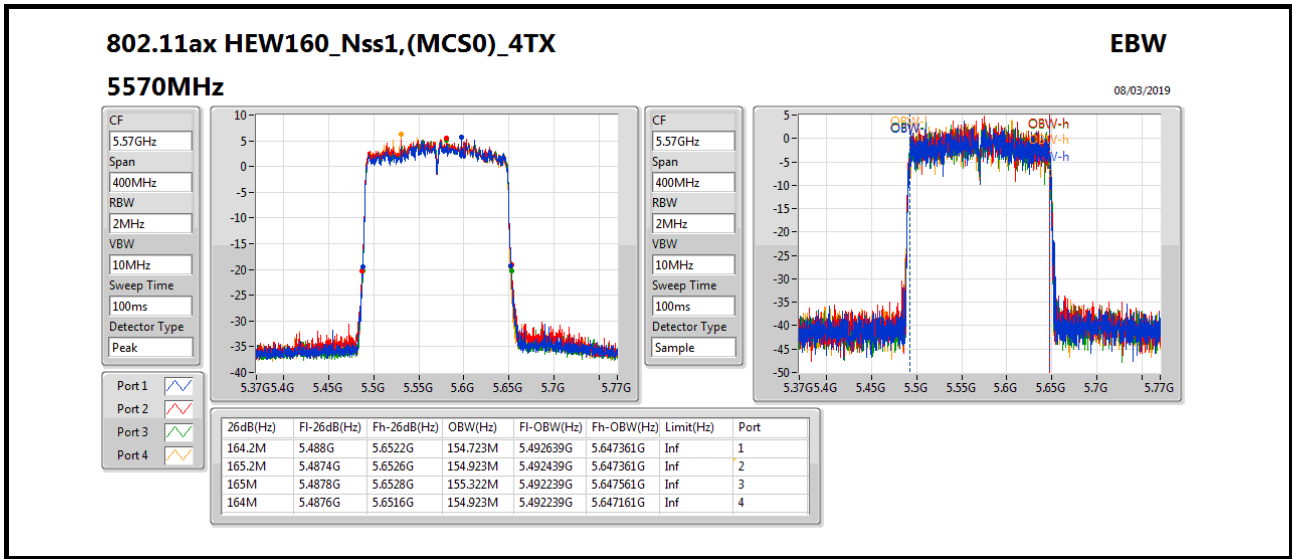 802.11ax HEW160_Nss1,(MCS0)_4TX EBW
5570MHz 08/03/2019
CF
5.57GHz
Span
400MHz
RBW
2MHz
VBW
10MHz
Sweep Time
100ms
Detector Type
Peak
10
5
0
-5
-10
-15
-20
-25
-30
-35
-40
5.37G 5.4G 5.45G 5.5G 5.55G 5.6G 5.65G 5.7G 5.77G
CF
5.57GHz
Span
400MHz
RBW
2MHz
VBW
10MHz
Sweep Time
100ms
Detector Type
Sample
5
0
-5
-10
-15
-20
-25
-30
-35
-40
-45
-50
OBW-l
OBW-h
OBW-h
5.37G 5.4G 5.45G 5.5G 5.55G 5.6G 5.65G 5.7G 5.77G
Port 1
Port 2
Port 3
Port 4
26dB(Hz) Fl-26dB(Hz) Fh-26dB(Hz) OBW(Hz) Fl-OBW(Hz) Fh-OBW(Hz) Limit(Hz) Port
164.2M 5.488G 5.6522G 154.723M 5.492639G 5.647361G Inf 1
165.2M 5.4874G 5.6526G 154.923M 5.492439G 5.647361G Inf 2
165M 5.4878G 5.6528G 155.322M 5.492239G 5.647561G Inf 3
164M 5.4876G 5.6516G 154.923M 5.492239G 5.647161G Inf 4